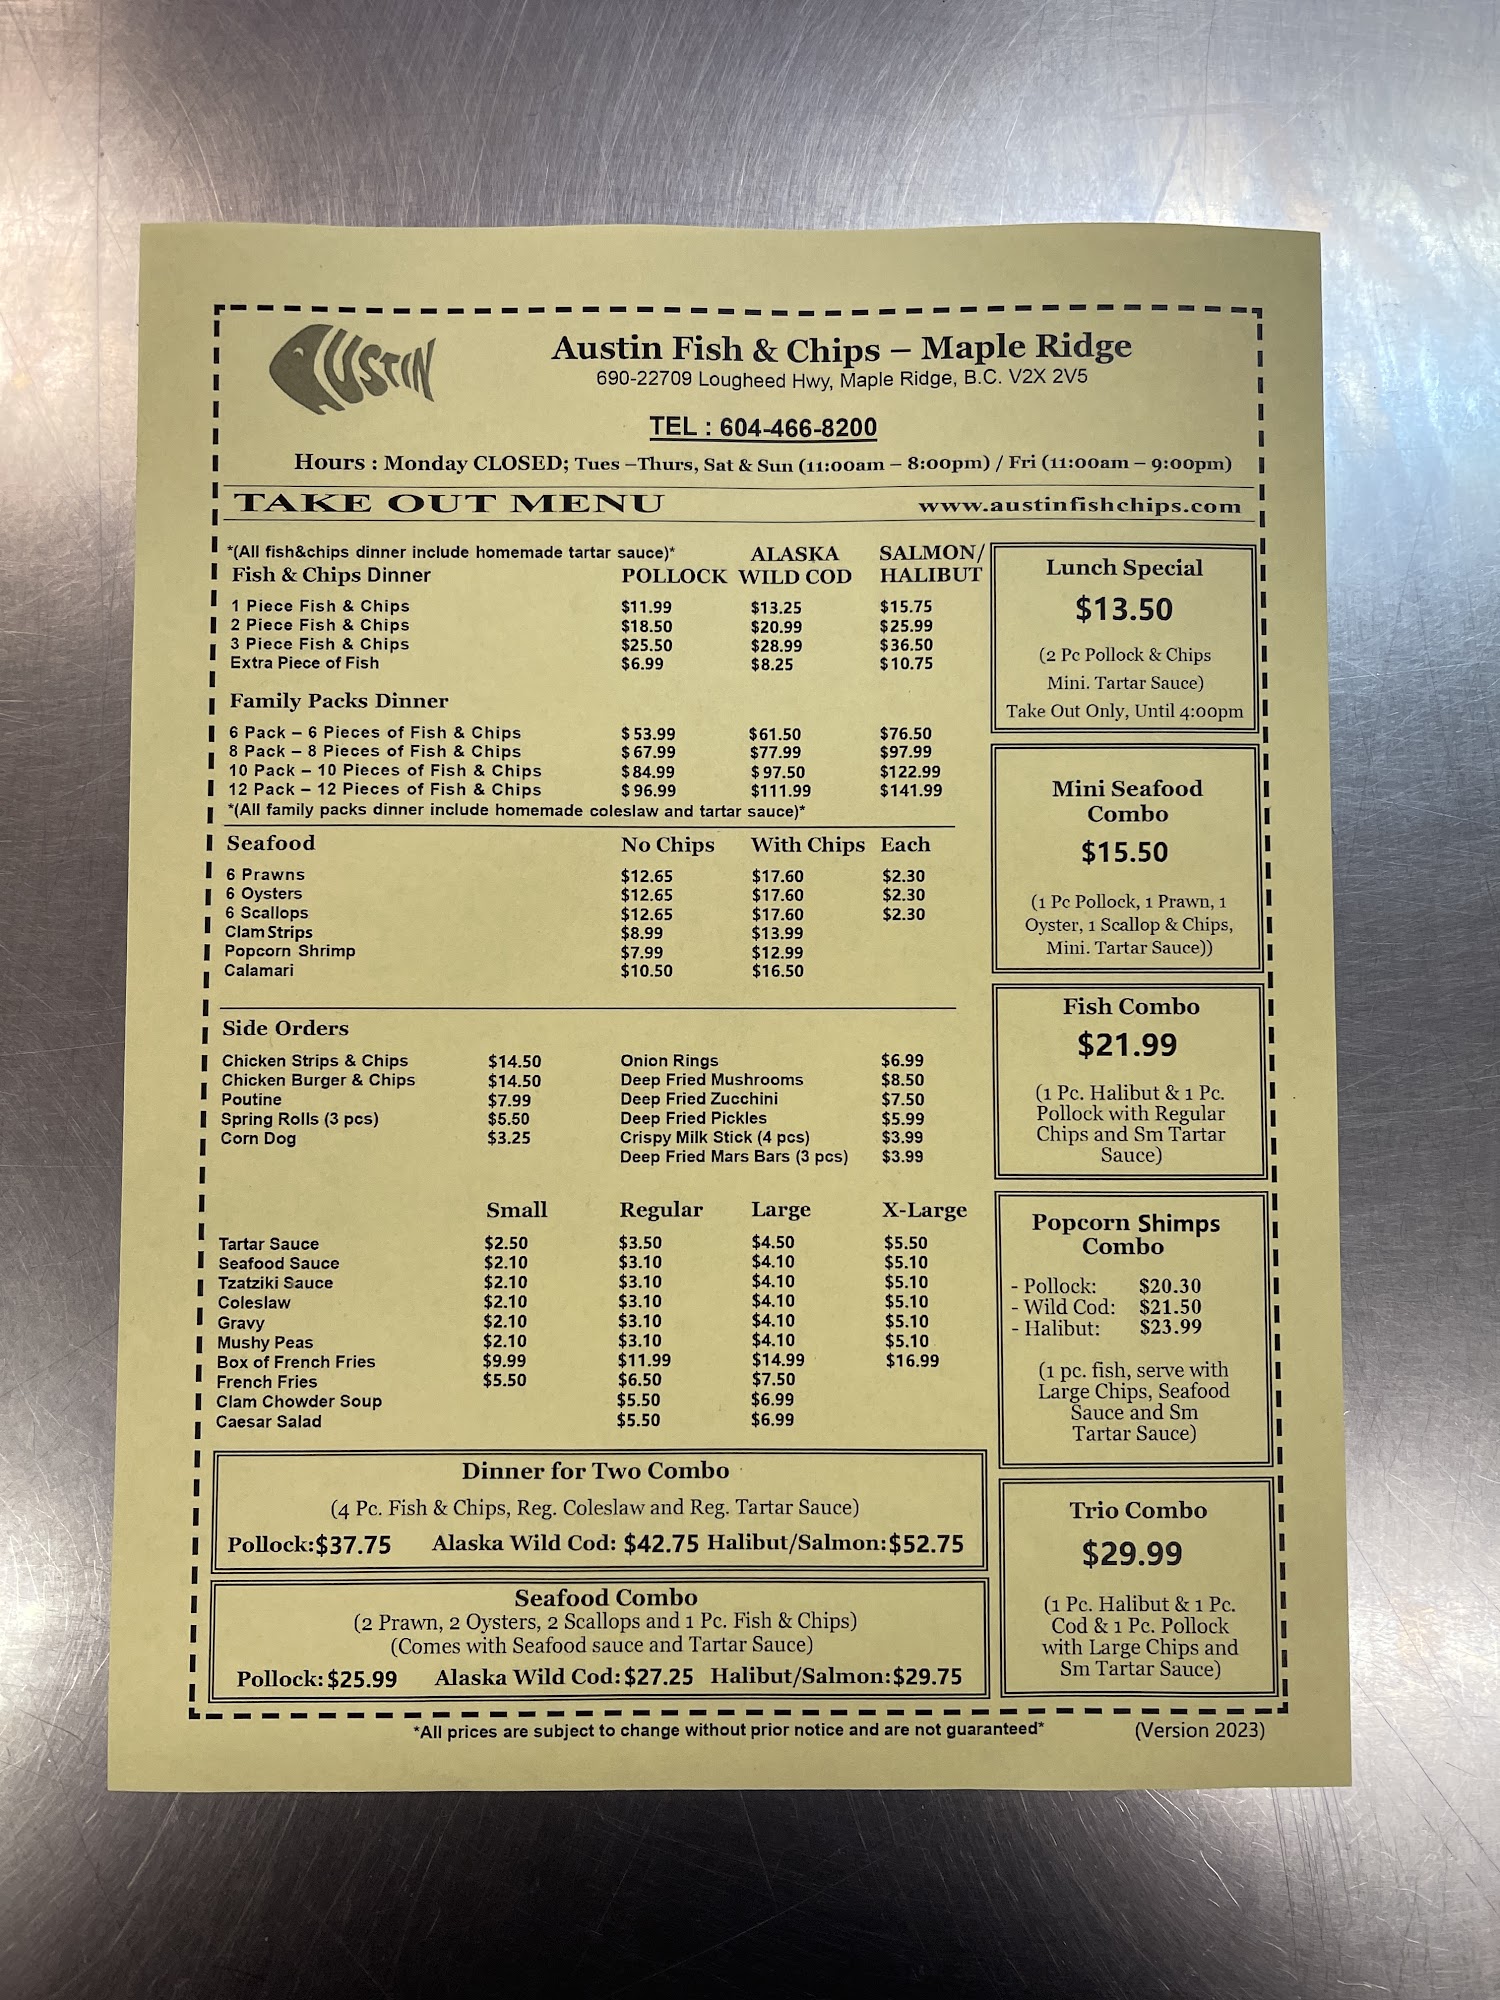 AUSTIN
Austin Fish & Chips – Maple Ridge
690-22709 Lougheed Hwy, Maple Ridge, B.C. V2X 2V5
TEL : 604-466-8200
Hours : Monday CLOSED; Tues –Thurs, Sat & Sun (11:00am – 8:00pm) / Fri (11:00am – 9:00pm)
TAKE OUT MENU www.austinfishchips.com
*(All fish&chips dinner include homemade tartar sauce)* ALASKA SALMON/
Fish & Chips Dinner POLLOCK WILD COD HALIBUT
1 Piece Fish & Chips $11.99 $13.25 $15.75
2 Piece Fish & Chips $18.50 $20.99 $25.99
3 Piece Fish & Chips $25.50 $28.99 $36.50
Extra Piece of Fish $6.99 $8.25 $10.75
Family Packs Dinner
6 Pack – 6 Pieces of Fish & Chips $53.99 $61.50 $76.50
8 Pack – 8 Pieces of Fish & Chips $67.99 $77.99 $97.99
10 Pack – 10 Pieces of Fish & Chips $84.99 $97.50 $122.99
12 Pack – 12 Pieces of Fish & Chips $96.99 $111.99 $141.99
*(All family packs dinner include homemade coleslaw and tartar sauce)*
Seafood No Chips With Chips Each
6 Prawns $12.65 $17.60 $2.30
6 Oysters $12.65 $17.60 $2.30
6 Scallops $12.65 $17.60 $2.30
Clam Strips $8.99 $13.99
Popcorn Shrimp $7.99 $12.99
Calamari $10.50 $16.50
Side Orders
Chicken Strips & Chips $14.50 Onion Rings $6.99
Chicken Burger & Chips $14.50 Deep Fried Mushrooms $8.50
Poutine $7.99 Deep Fried Zucchini $7.50
Spring Rolls (3 pcs) $5.50 Deep Fried Pickles $5.99
Corn Dog $3.25 Crispy Milk Stick (4 pcs) $3.99
Deep Fried Mars Bars (3 pcs) $3.99
Small Regular Large X-Large
Tartar Sauce $2.50 $3.50 $4.50 $5.50
Seafood Sauce $2.10 $3.10 $4.10 $5.10
Tzatziki Sauce $2.10 $3.10 $4.10 $5.10
Coleslaw $2.10 $3.10 $4.10 $5.10
Gravy $2.10 $3.10 $4.10 $5.10
Mushy Peas $2.10 $3.10 $4.10 $5.10
Box of French Fries $9.99 $11.99 $14.99 $16.99
French Fries $5.50 $6.50 $7.50
Clam Chowder Soup $5.50 $6.99
Caesar Salad $5.50 $6.99
Dinner for Two Combo
(4 Pc. Fish & Chips, Reg. Coleslaw and Reg. Tartar Sauce)
Pollock:$37.75 Alaska Wild Cod: $42.75 Halibut/Salmon:$52.75
Seafood Combo
(2 Prawn, 2 Oysters, 2 Scallops and 1 Pc. Fish & Chips)
(Comes with Seafood sauce and Tartar Sauce)
Pollock: $25.99 Alaska Wild Cod: $27.25 Halibut/Salmon:$29.75
Lunch Special
$13.50
(2 Pc Pollock & Chips
Mini. Tartar Sauce)
Take Out Only, Until 4:00pm
Mini Seafood
Combo
$15.50
(1 Pc Pollock, 1 Prawn, 1
Oyster, 1 Scallop & Chips,
Mini. Tartar Sauce))
Fish Combo
$21.99
(1 Pc. Halibut & 1 Pc.
Pollock with Regular
Chips and Sm Tartar
Sauce)
Popcorn Shimps
Combo
- Pollock: $20.30
- Wild Cod: $21.50
- Halibut: $23.99
(1 pc. fish, serve with
Large Chips, Seafood
Sauce and Sm
Tartar Sauce)
Trio Combo
$29.99
(1 Pc. Halibut & 1 Pc.
Cod & 1 Pc. Pollock
with Large Chips and
Sm Tartar Sauce)
*All prices are subject to change without prior notice and are not guaranteed* (Version 2023)